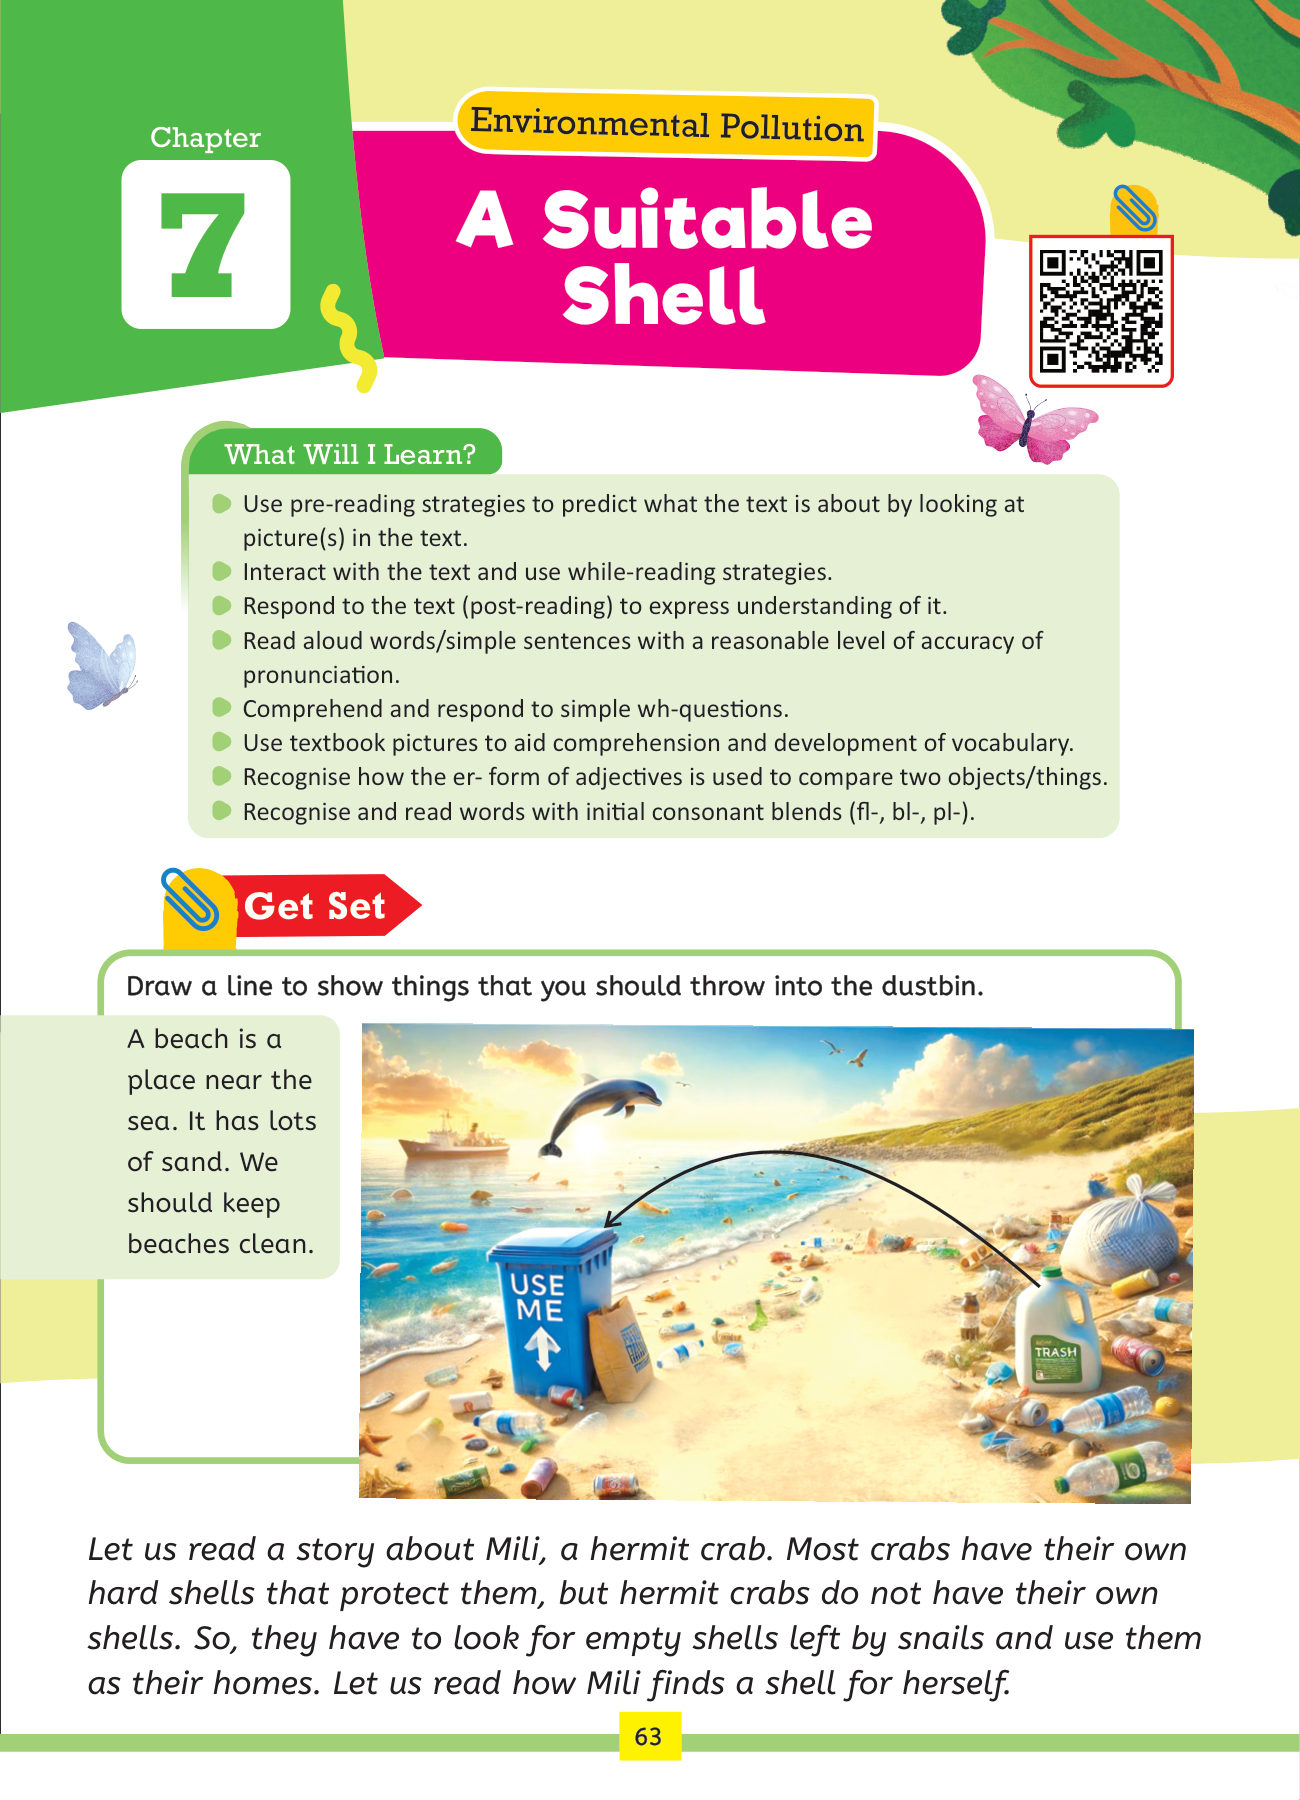 Chapter
7
Environmental Pollution
A Suitable
Shell
What Will I Learn?
Use pre-reading strategies to predict what the text is about by looking at
picture(s) in the text.
Interact with the text and use while-reading strategies.
Respond to the text (post-reading) to express understanding of it.
Read aloud words/simple sentences with a reasonable level of accuracy of
pronunciation.
Comprehend and respond to simple wh-questions.
Use textbook pictures to aid comprehension and development of vocabulary.
Recognise how the er- form of adjectives is used to compare two objects/things.
Recognise and read words with initial consonant blends (fl-, bl-, pl-).
Get Set
Draw a line to show things that you should throw into the dustbin.
A beach is a
place near the
sea. It has lots
of sand. We
should keep
beaches clean.
USE
ME
TRASH
Let us read a story about Mili, a hermit crab. Most crabs have their own
hard shells that protect them, but hermit crabs do not have their own
shells. So, they have to look for empty shells left by snails and use them
as their homes. Let us read how Mili finds a shell for herself.
63